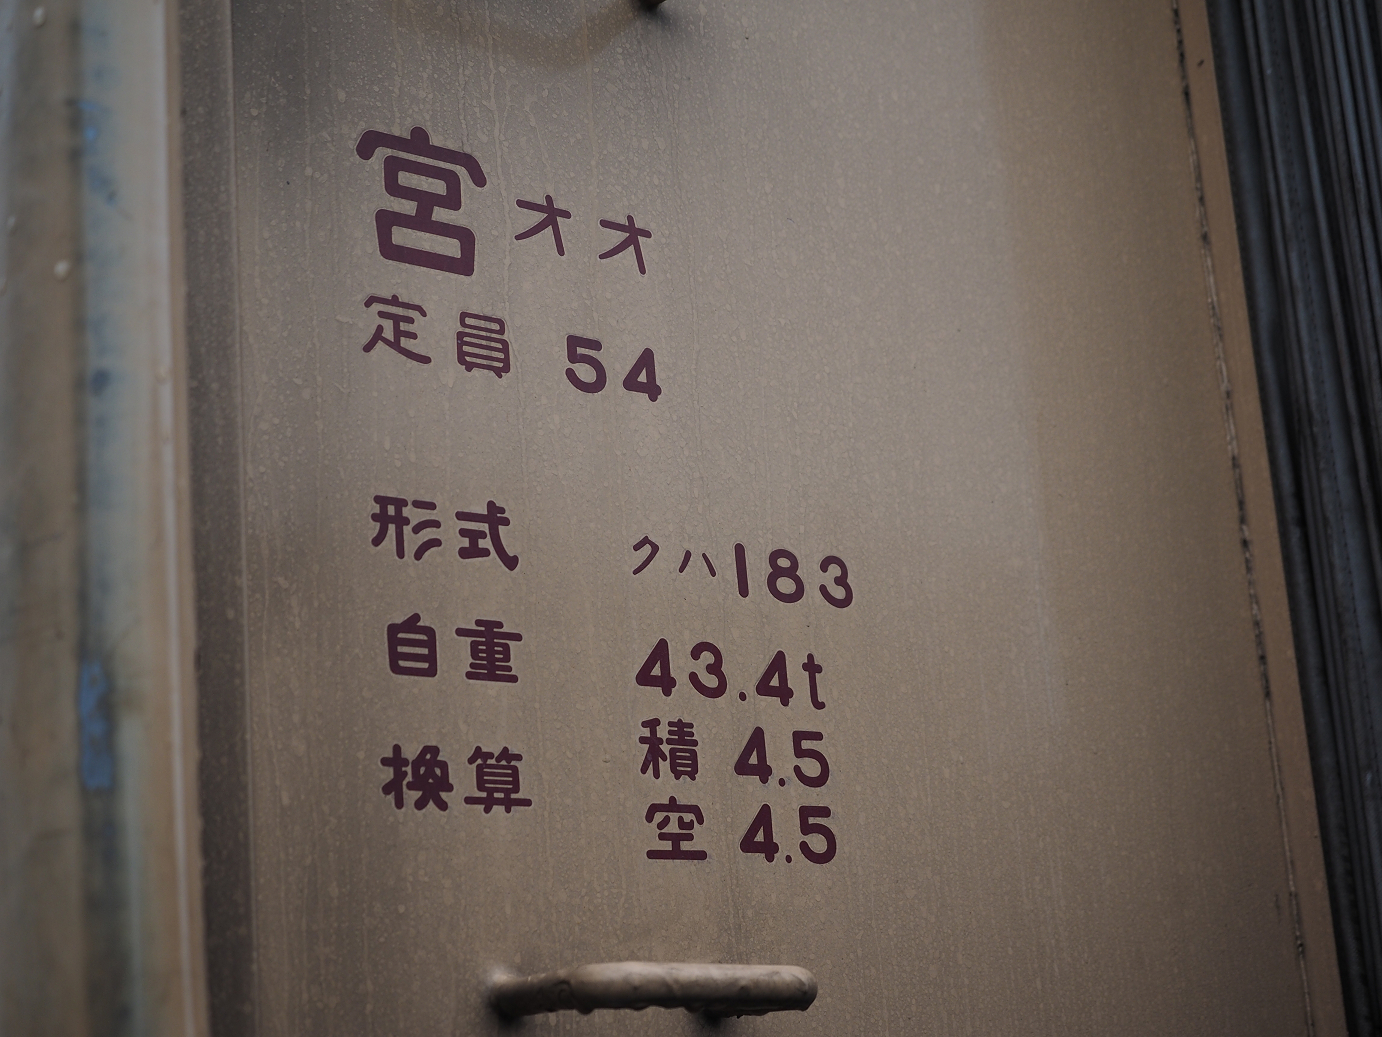 宮オオ
定員 54
形式 クハ183
自重 43.4t
換算 積 4.5
空 4.5